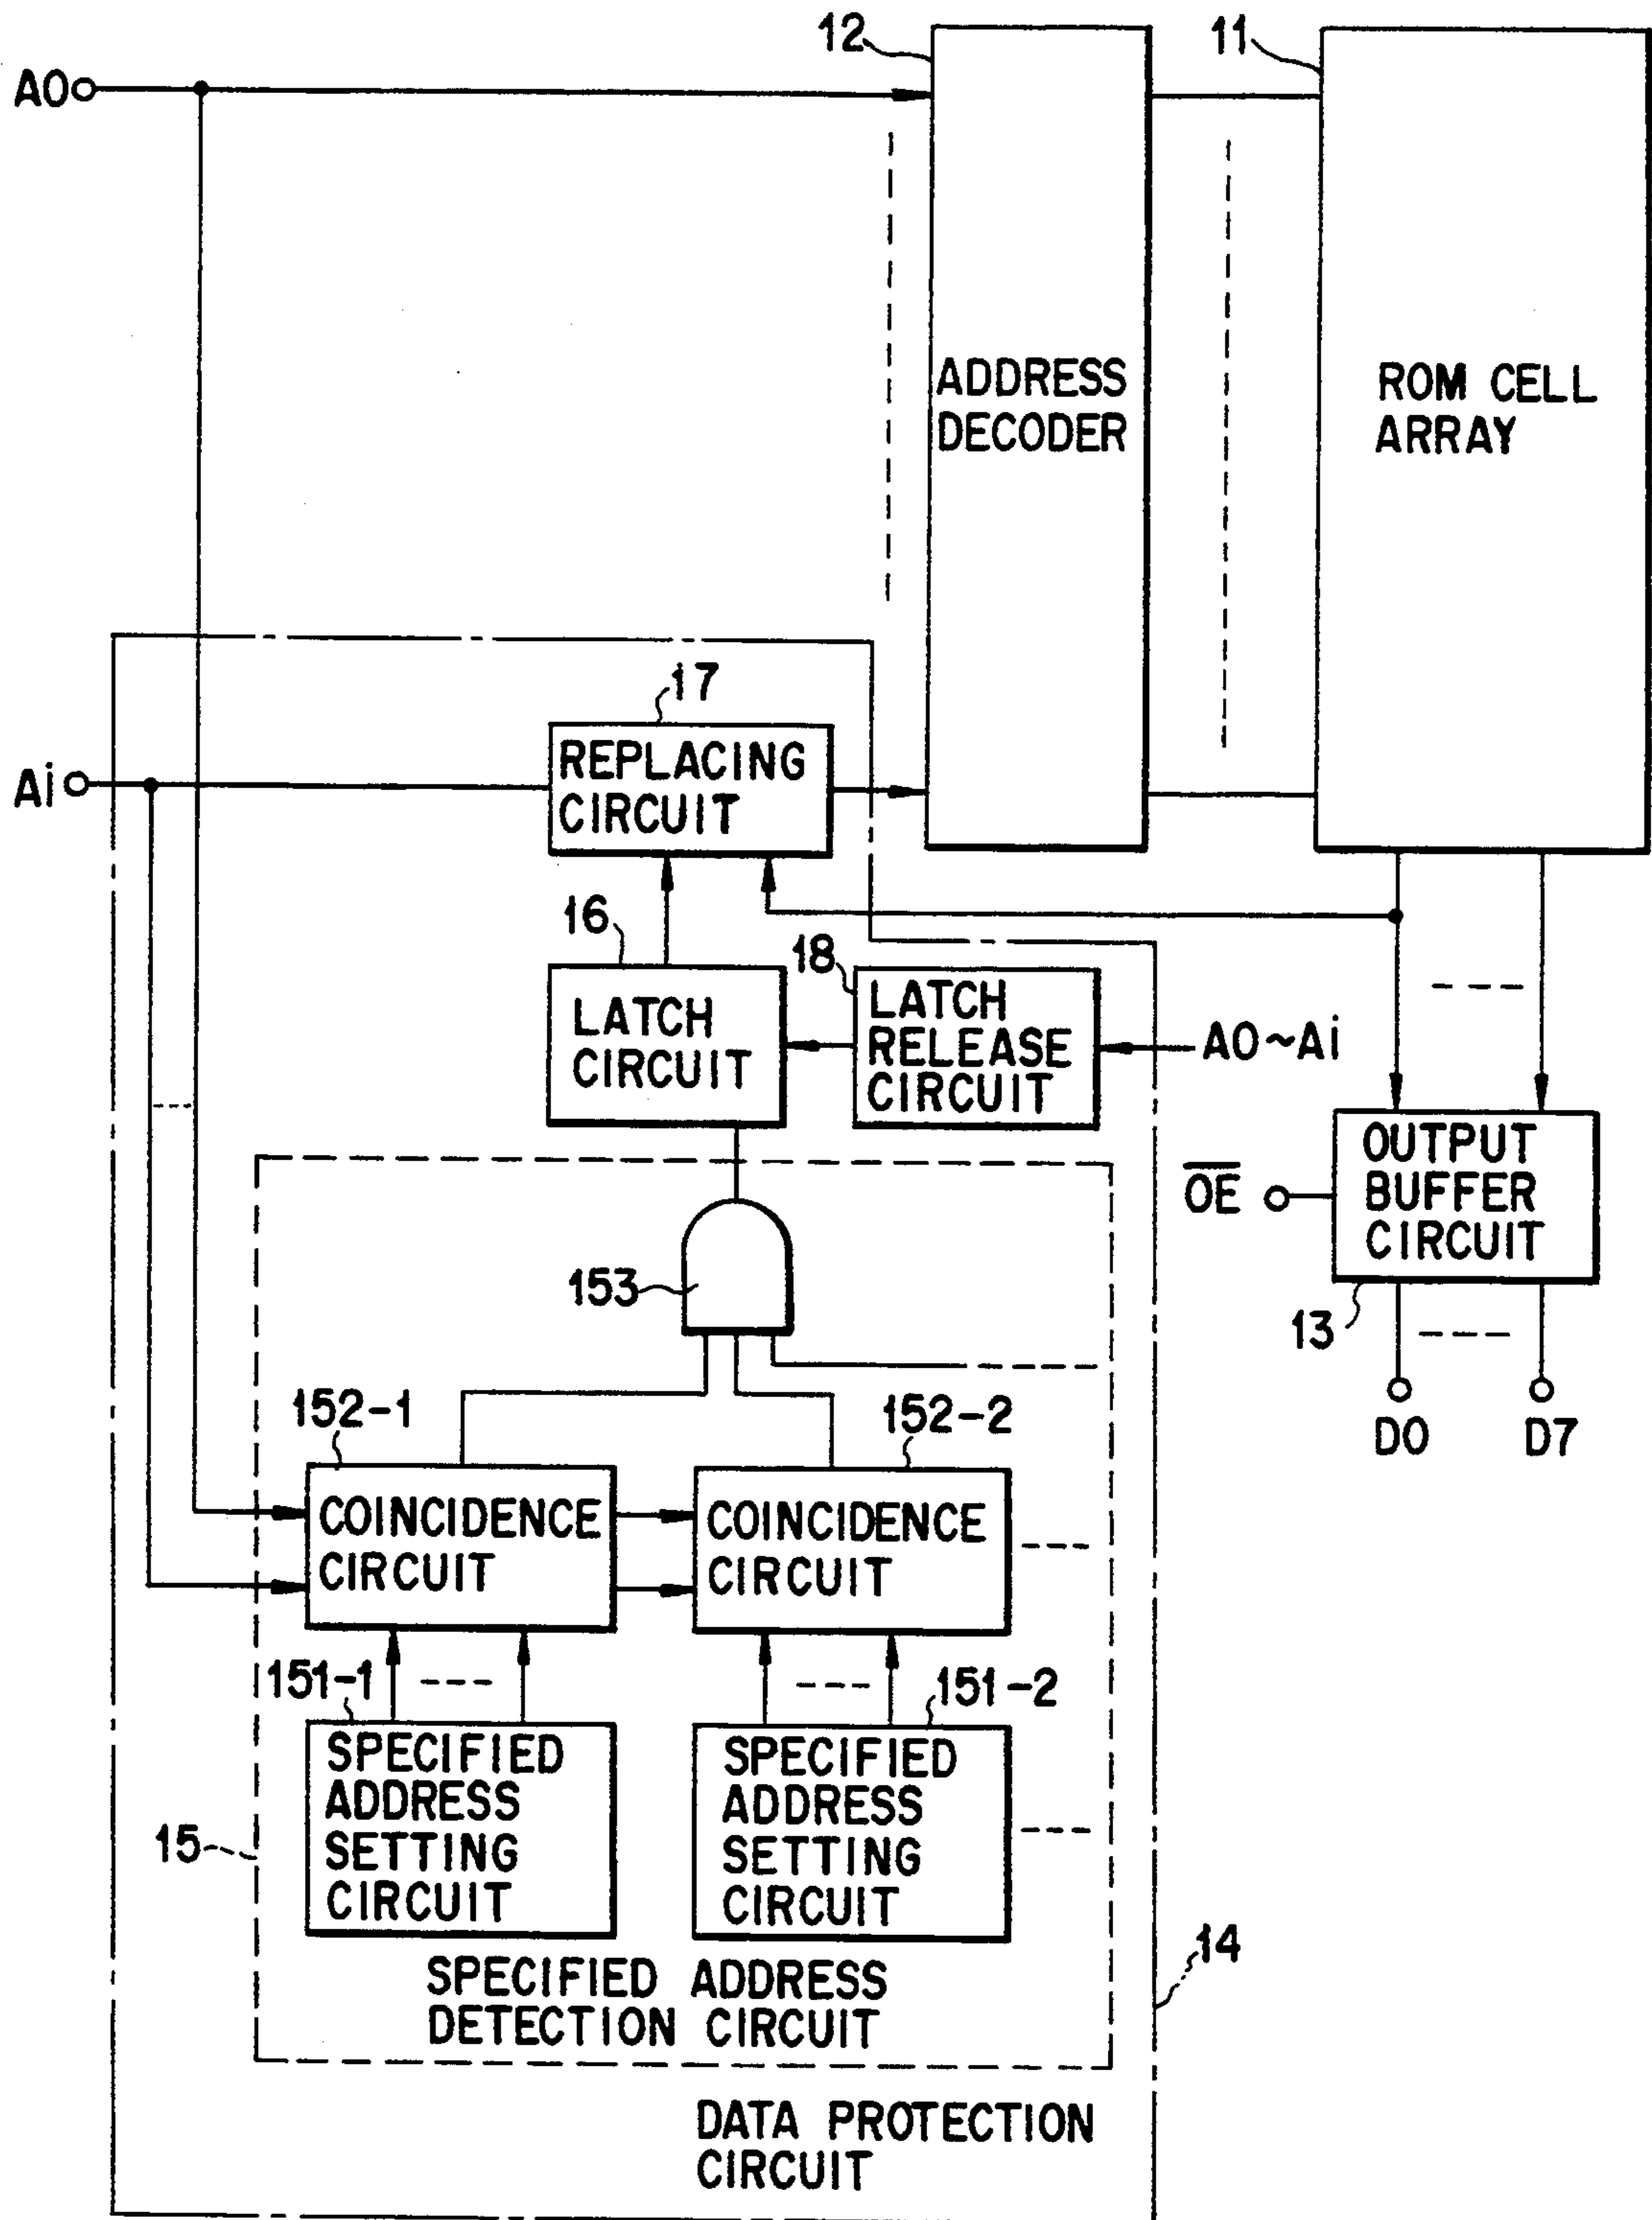 12
11
A0
ADDRESS
DECODER
ROM CELL
ARRAY
17
Ai
REPLACING
CIRCUIT
16
18
LATCH
CIRCUIT
LATCH
RELEASE
CIRCUIT
A0~Ai
OE
OUTPUT
BUFFER
CIRCUIT
13
153
D0
D7
152-1
152-2
COINCIDENCE
CIRCUIT
COINCIDENCE
CIRCUIT
151-1
151-2
SPECIFIED
ADDRESS
SETTING
CIRCUIT
SPECIFIED
ADDRESS
SETTING
CIRCUIT
15
14
SPECIFIED ADDRESS
DETECTION CIRCUIT
DATA PROTECTION
CIRCUIT